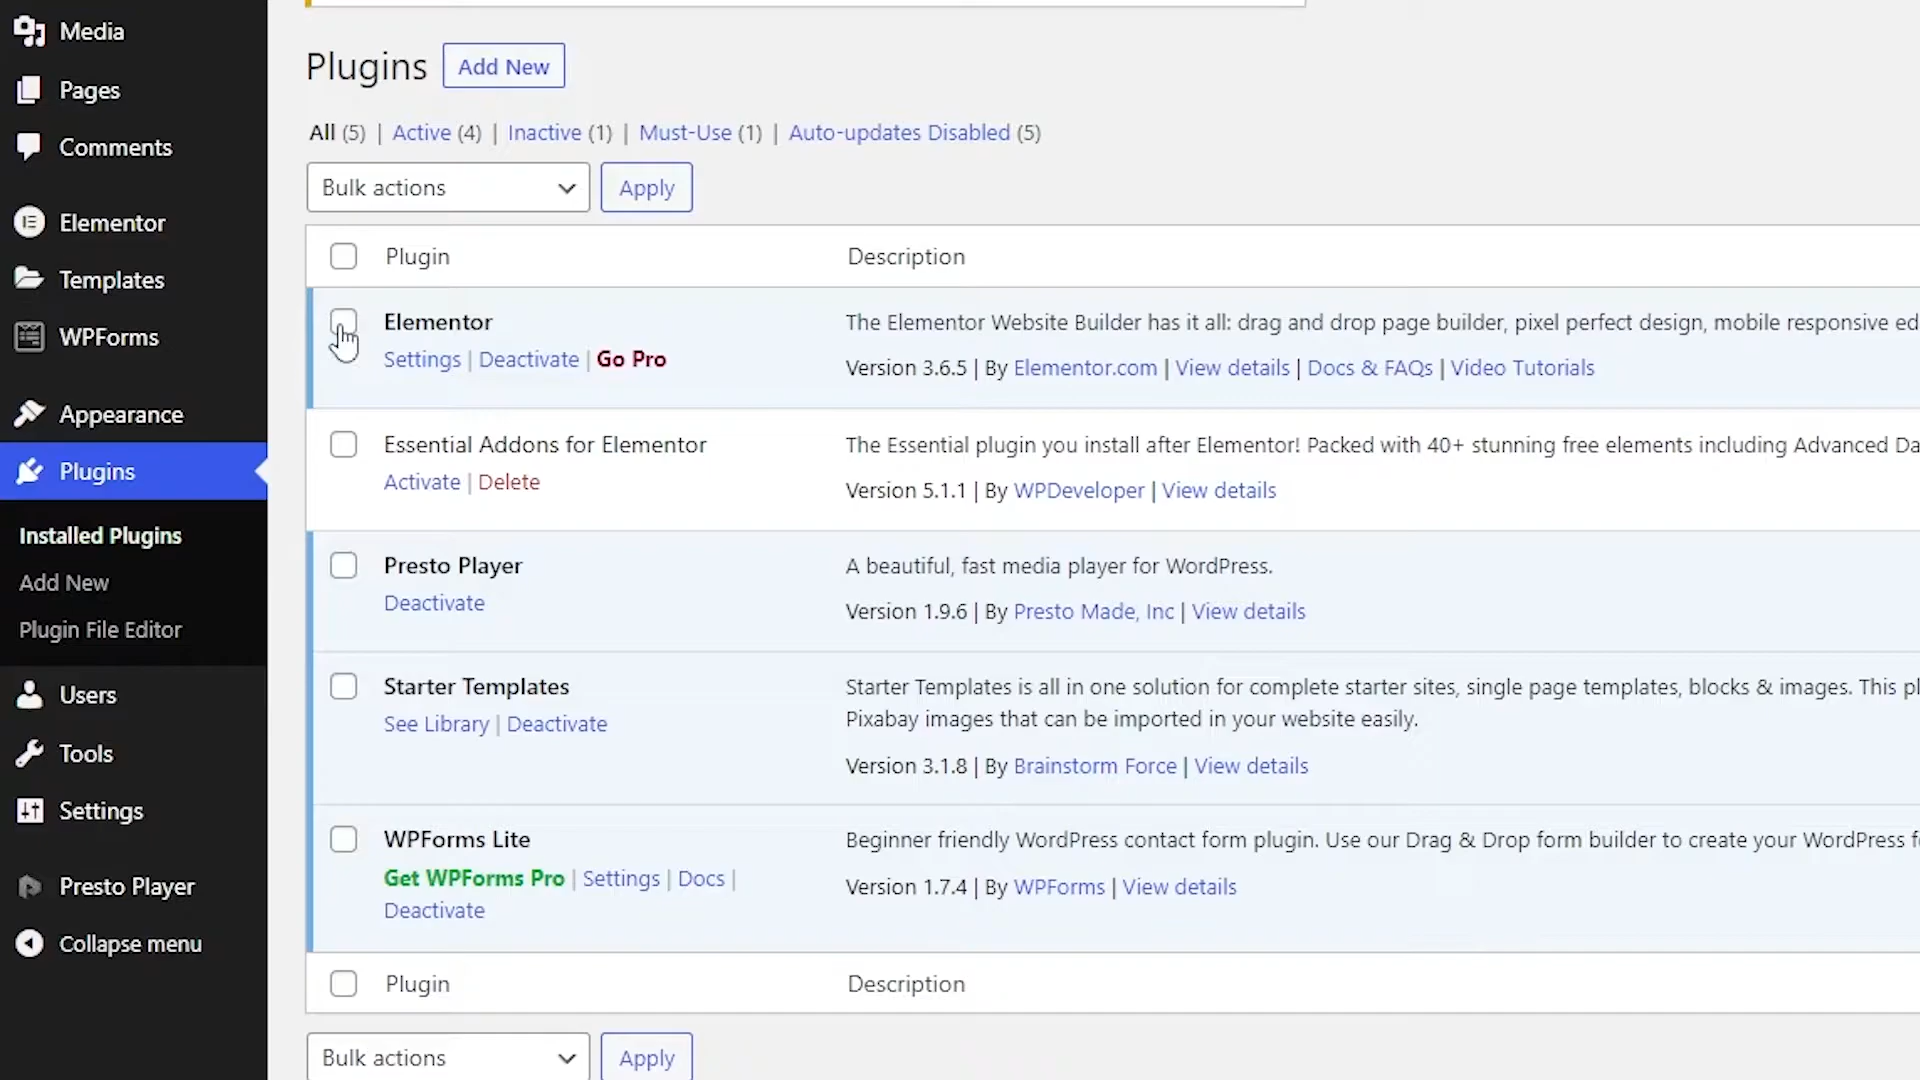 Media
Pages
Comments
Elementor
Templates
WPForms
Appearance
Plugins
Installed Plugins
Add New
Plugin File Editor
Users
Tools
Settings
Presto Player
Collapse menu
Plugins Add New
All (5) | Active (4) | Inactive (1) | Must-Use (1) | Auto-updates Disabled (5)
Bulk actions Apply
Plugin Description
Elementor
Settings | Deactivate | Go Pro
The Elementor Website Builder has it all: drag and drop page builder, pixel perfect design, mobile responsive ed
Version 3.6.5 | By Elementor.com | View details | Docs & FAQs | Video Tutorials
Essential Addons for Elementor
Activate | Delete
The Essential plugin you install after Elementor! Packed with 40+ stunning free elements including Advanced Da
Version 5.1.1 | By WPDeveloper | View details
Presto Player
Deactivate
A beautiful, fast media player for WordPress.
Version 1.9.6 | By Presto Made, Inc | View details
Starter Templates
See Library | Deactivate
Starter Templates is all in one solution for complete starter sites, single page templates, blocks & images. This pl
Pixabay images that can be imported in your website easily.
Version 3.1.8 | By Brainstorm Force | View details
WPForms Lite
Get WPForms Pro | Settings | Docs |
Deactivate
Beginner friendly WordPress contact form plugin. Use our Drag & Drop form builder to create your WordPress f
Version 1.7.4 | By WPForms | View details
Plugin Description
Bulk actions Apply